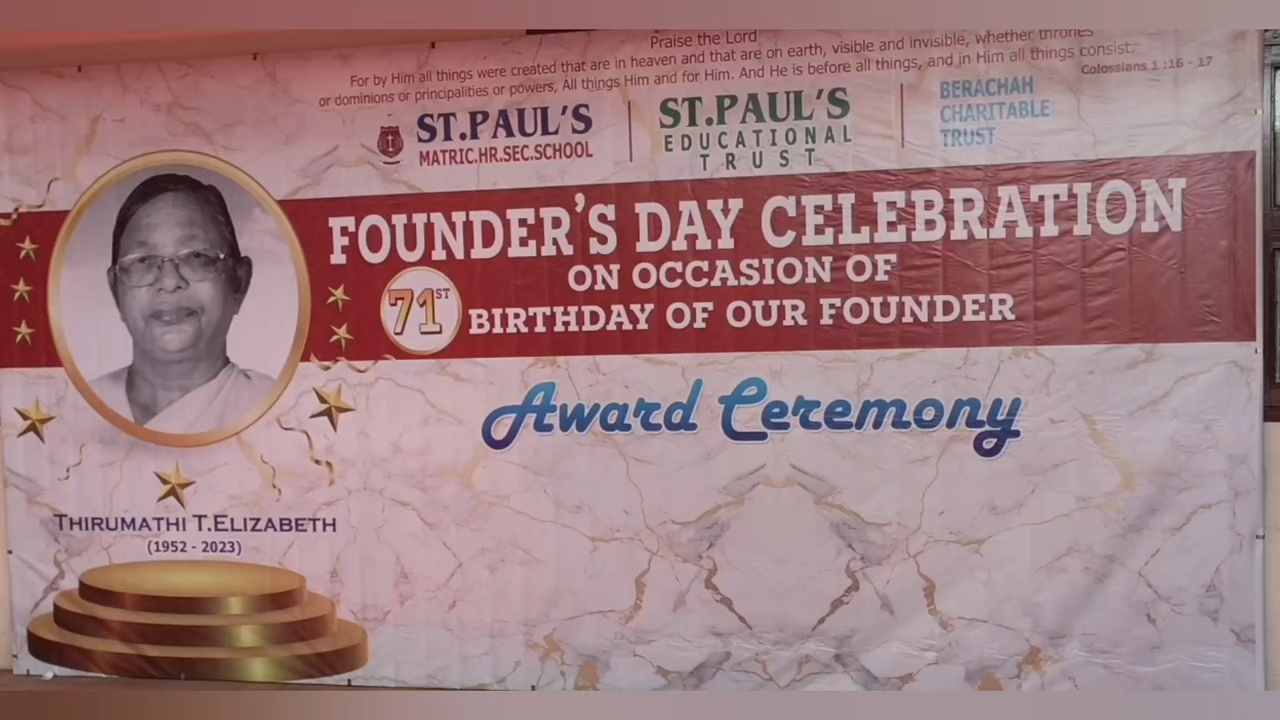 Praise the Lord
For by Him all things were created that are in heaven and that are on earth, visible and invisible, whether thrones
or dominions or principalities or powers, All things Him and for Him. And He is before all things, and in Him all things consist.
Colossians 1 :16 - 17
ST.PAUL'S
MATRIC.HR.SEC.SCHOOL
ST.PAUL'S
EDUCATIONAL
TRUST
BERACHAH
CHARITABLE
TRUST
FOUNDER'S DAY CELEBRATION
ON OCCASION OF
71ST BIRTHDAY OF OUR FOUNDER
Award Ceremony
THIRUMATHI T.ELIZABETH
(1952 - 2023)